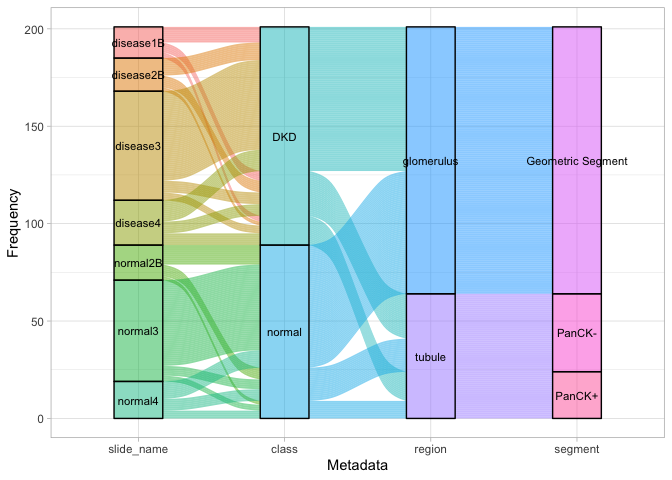 200
150
100
50
0
Frequency
disease1B
disease2B
disease3
disease4
normal2B
normal3
normal4
DKD
normal
glomerulus
tubule
Geometric Segment
PanCK-
PanCK+
slide_name
class
region
segment
Metadata